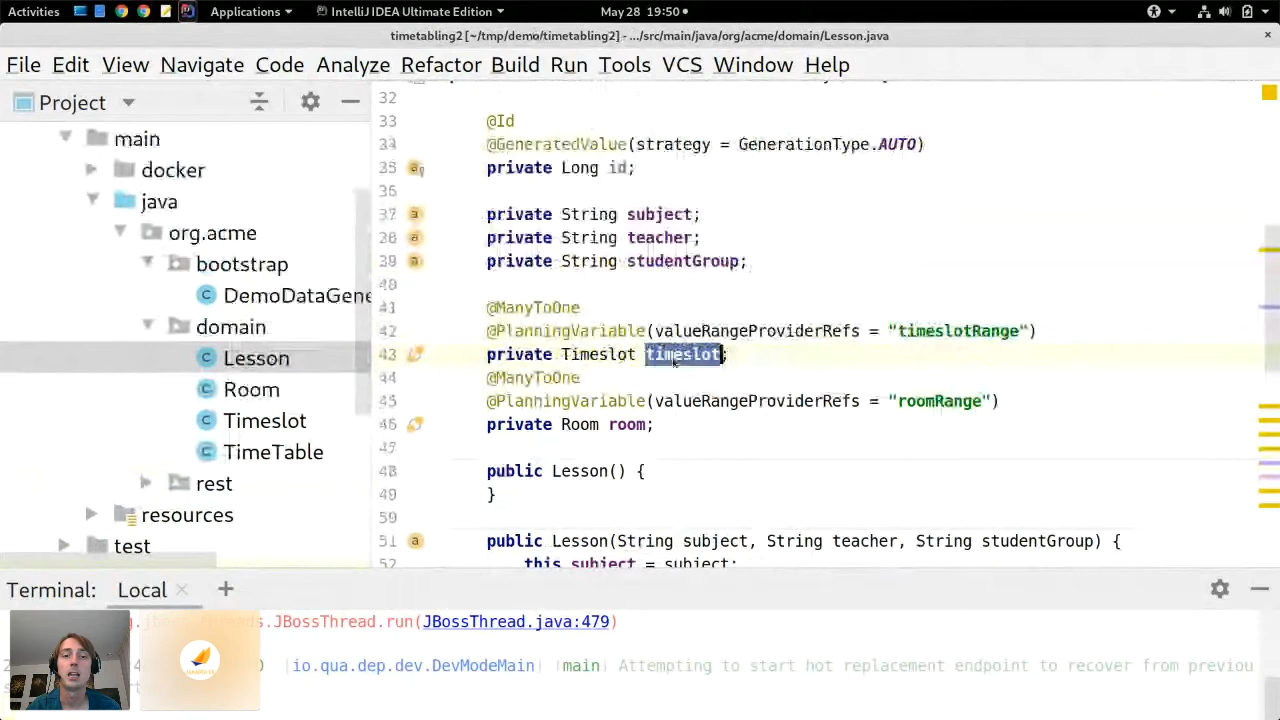 Activities
Applications
IntelliJ IDEA Ultimate Edition
May 28 19:50
timetabling2 [~/tmp/demo/timetabling2] - .../src/main/java/org/acme/domain/Lesson.java
File Edit View Navigate Code Analyze Refactor Build Run Tools VCS Window Help
Project
main
docker
java
org.acme
bootstrap
DemoDataGene
domain
Lesson
Room
Timeslot
TimeTable
rest
resources
test
32
33 @Id
34 @GeneratedValue(strategy = GenerationType.AUTO)
35 private Long id;
36
37 private String subject;
38 private String teacher;
39 private String studentGroup;
40
41 @ManyToOne
42 @PlanningVariable(valueRangeProviderRefs = "timeslotRange")
43 private Timeslot timeslot;
44 @ManyToOne
45 @PlanningVariable(valueRangeProviderRefs = "roomRange")
46 private Room room;
47
48 public Lesson() {
49 }
50
51 public Lesson(String subject, String teacher, String studentGroup) {
52 this.subject = subject;
Terminal: Local
JBossThread.run(JBossThread.java:479)
[io.qua.dep.dev.DevModeMain] (main) Attempting to start hot replacement endpoint to recover from previou